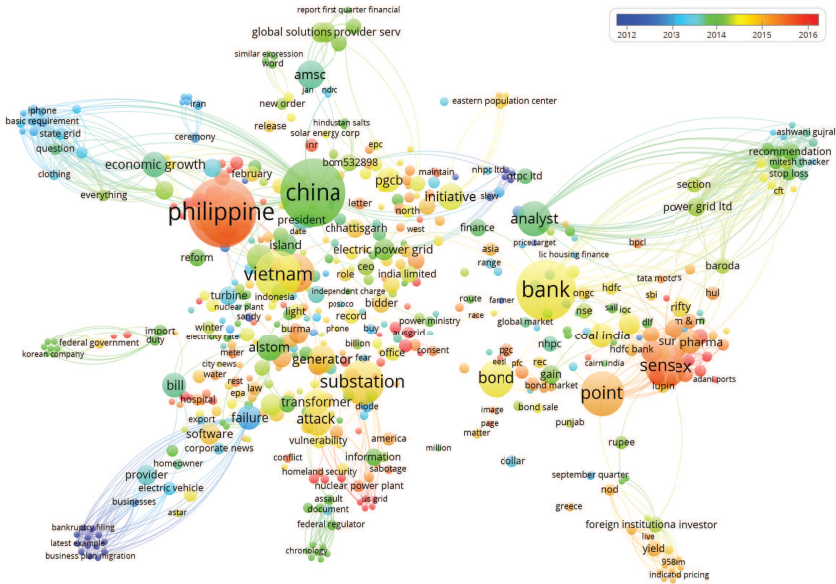 report first quarter financial
global solutions provider serv
2012 2013 2014 2015 2016
similar expression
word
amsc
jan ndrc
eastern population center
new order
iphone
basic requirement
iran
state grid
question
ceremony
release
hindustan salts
solar energy corp
inr
epc
bom532898
ashwani gujral
recommendation
mitesh thacker
stop loss
cft
clothing
economic growth
february
everything
maintain
nhpc ltd
ntpc ltd
slew
pgcb
initiative
section
power grid ltd
china
philippine
president
date
letter
north
west
analyst
finance
chhattisgarh
island
electric power grid
reform
price target
bpcl
asia
range
lic housing finance
vietnam
role
ceo
india limited
baroda
tata motors
turbine
indonesia
independent charge
bank
ongc
hdfc
sbi
hul
nuclear plant
sandy
light
posoco
bidder
record
route
farmer
race
global market
nse
sail
ioc
rifty
dlf
m & m
import
duty
winter
electricity rate
burma
phone
buy
power ministry
federal government
korean company
alstom
meter
city news
water
billion
fear
office
consent
nhpc
coal india
sur
pharma
hdfc bank
pgc
eesl
pfc
rec
cairn india
generator
substation
bond
gain
bond market
sensex
adani ports
lupin
bill
rest
epa
law
hospital
transformer
diode
point
image
page
matter
bond sale
punjab
export
failure
attack
software
corporate news
vulnerability
america
million
rupee
homeowner
provider
conflict
information
sabotage
homeland security
collar
electric vehicle
nuclear power plant
september quarter
nod
businesses
astar
assault
document
us grid
greece
bankruptcy filing
federal regulator
foreign institutiona investor
latest example
live
business plan migration
chronology
yield
958im
indicatid pricing